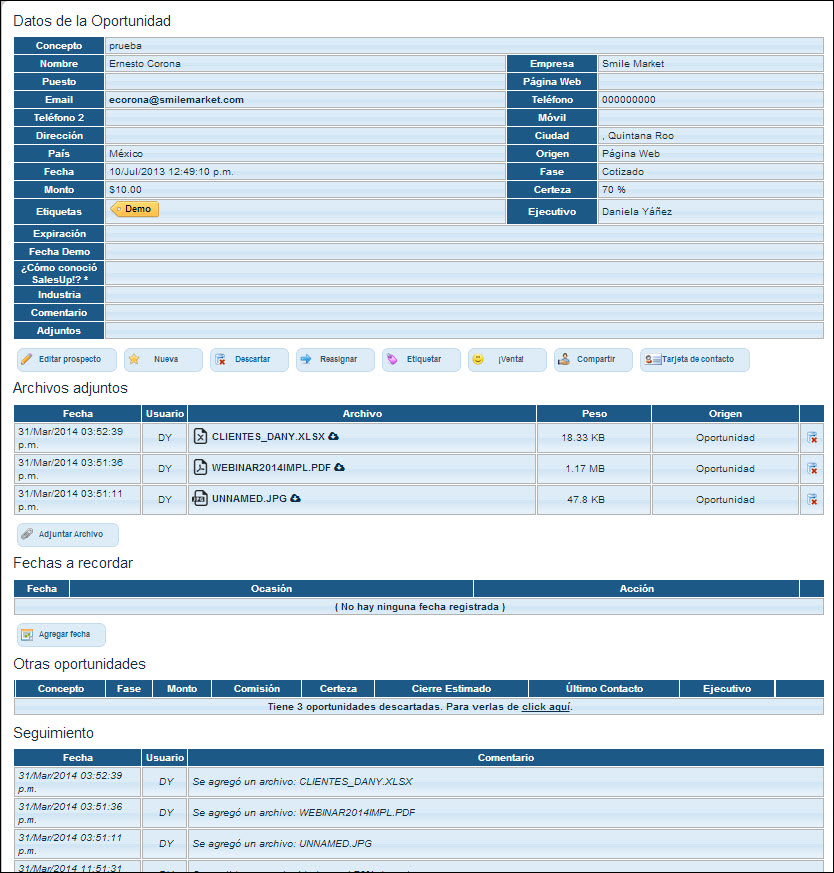 Datos de la Oportunidad
Concepto prueba
Nombre Ernesto Corona Empresa Smile Market
Puesto Página Web
Email ecorona@smilemarket.com Teléfono 000000000
Teléfono 2 Móvil
Dirección Ciudad , Quintana Roo
País México Origen Página Web
Fecha 10/Jul/2013 12:49:10 p.m. Fase Cotizado
Monto $10.00 Certeza 70 %
Etiquetas Demo Ejecutivo Daniela Yáñez
Expiración
Fecha Demo
¿Cómo conoció
SalesUp!? *
Industria
Comentario
Adjuntos
Editar prospecto Nueva Descartar Reasignar Etiquetar ¡Venta! Compartir Tarjeta de contacto
Archivos adjuntos
Fecha Usuario Archivo Peso Origen
31/Mar/2014 03:52:39
p.m. DY CLIENTES_DANY.XLSX 18.33 KB Oportunidad
31/Mar/2014 03:51:36
p.m. DY WEBINAR2014IMPL.PDF 1.17 MB Oportunidad
31/Mar/2014 03:51:11
p.m. DY UNNAMED.JPG 47.8 KB Oportunidad
Adjuntar Archivo
Fechas a recordar
Fecha Ocasión Acción
( No hay ninguna fecha registrada )
Agregar fecha
Otras oportunidades
Concepto Fase Monto Comisión Certeza Cierre Estimado Último Contacto Ejecutivo
Tiene 3 oportunidades descartadas. Para verlas de click aquí.
Seguimiento
Fecha Usuario Comentario
31/Mar/2014 03:52:39
p.m. DY Se agregó un archivo: CLIENTES_DANY.XLSX
31/Mar/2014 03:51:36
p.m. DY Se agregó un archivo: WEBINAR2014IMPL.PDF
31/Mar/2014 03:51:11
p.m. DY Se agregó un archivo: UNNAMED.JPG
31/Mar/2014 11:51:31